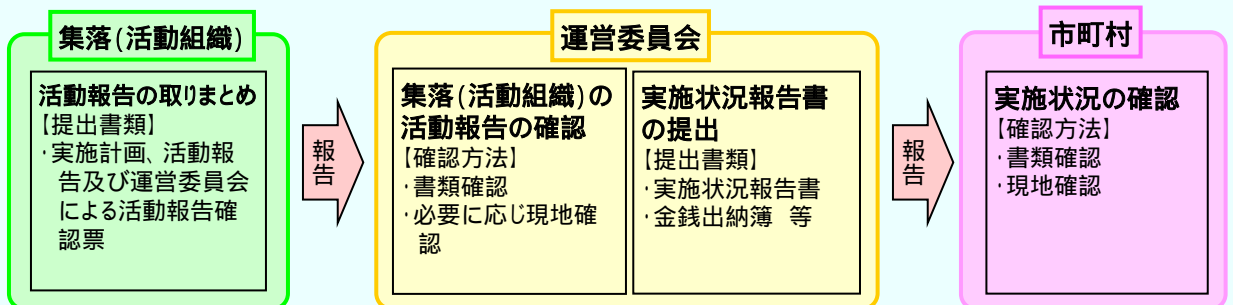 集落(活動組織)
活動報告の取りまとめ
【提出書類】
・実施計画、活動報
告及び運営委員会
による活動報告確
認票
報告
運営委員会
集落(活動組織)の
活動報告の確認
【確認方法】
・書類確認
・必要に応じ現地確
認
実施状況報告書
の提出
【提出書類】
・実施状況報告書
・金銭出納簿　等
報告
市町村
実施状況の確認
【確認方法】
・書類確認
・現地確認